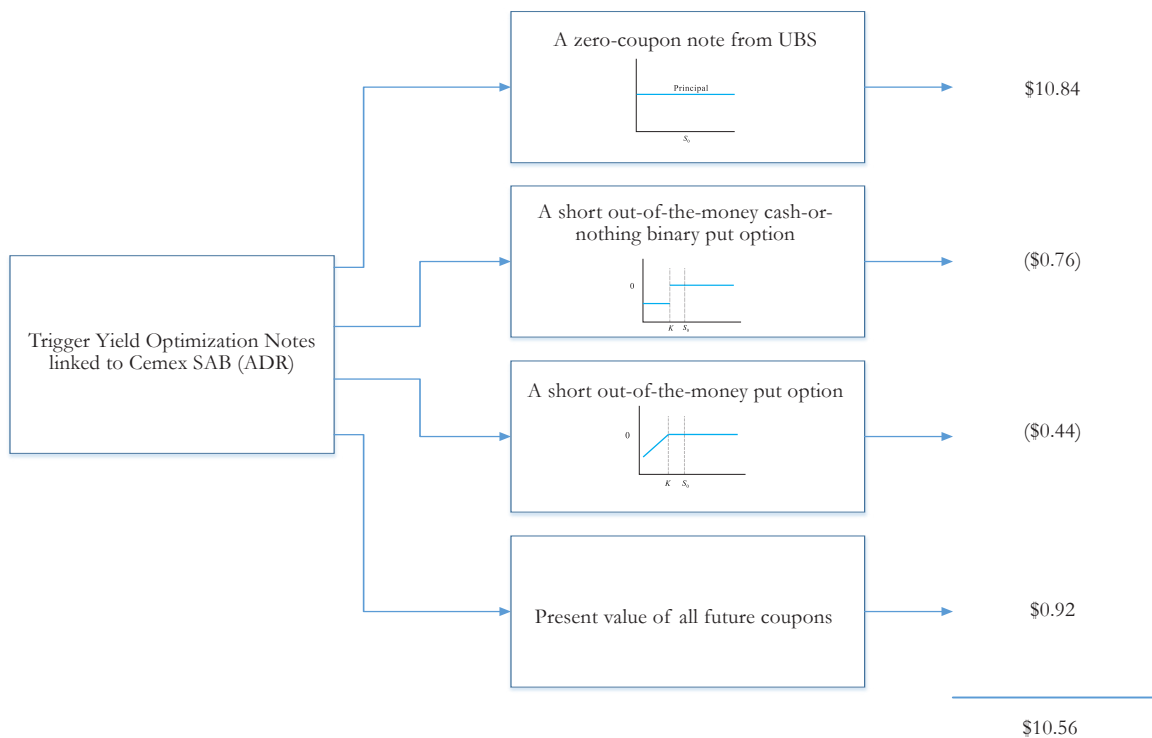 A zero-coupon note from UBS
Principal
S0
$10.84
A short out-of-the-money cash-or-
nothing binary put option
0
K
S0
($0.76)
Trigger Yield Optimization Notes
linked to Cemex SAB (ADR)
A short out-of-the-money put option
0
K
S0
($0.44)
Present value of all future coupons
$0.92
$10.56